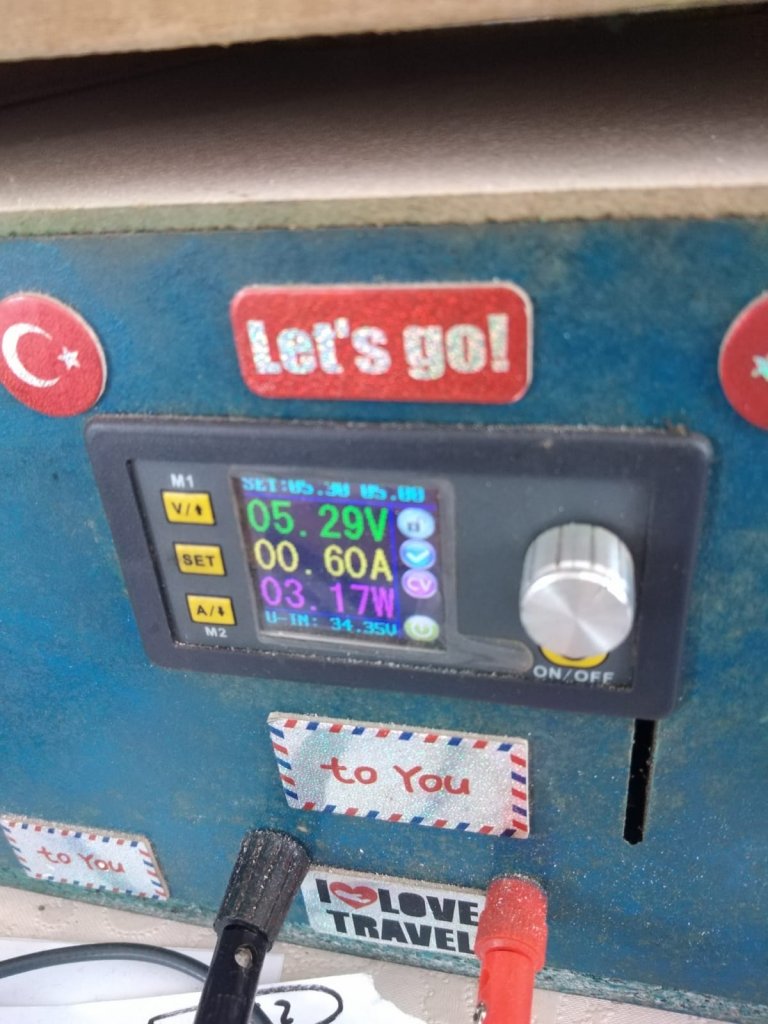 Let's go!
M1
V/⬆
SET
A/⬇
M2
SET:05.30 05.00
05.29V
00.60A
03.17W
U-IN: 34.35V
CV
ON/OFF
to You
to You
I ❤ LOVE
TRAVEL
2